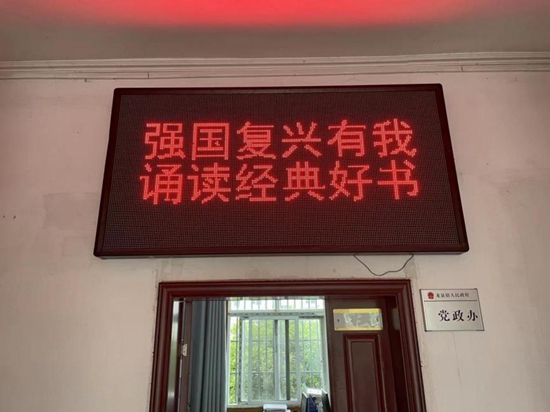 强国复兴有我
诵读经典好书
党政办